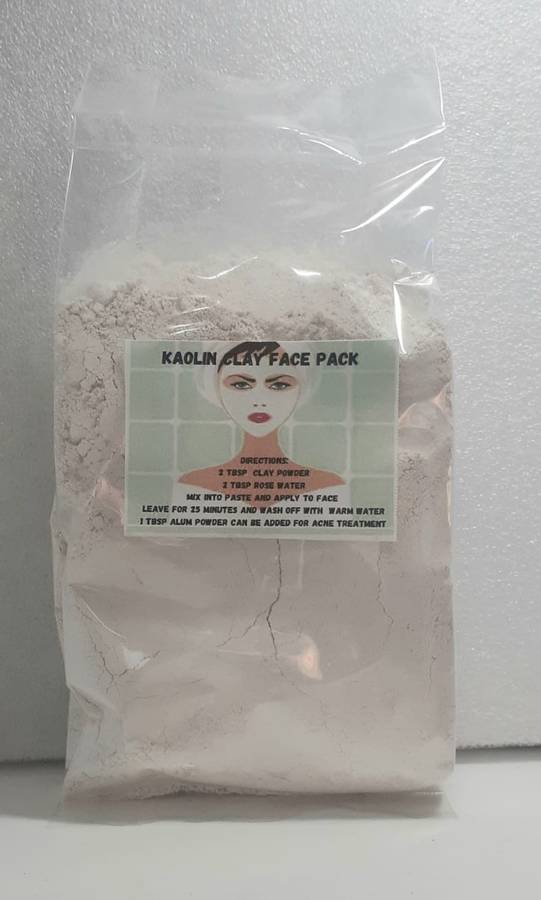 KAOLIN CLAY FACE PACK
DIRECTIONS:
2 TBSP CLAY POWDER
2 TBSP ROSE WATER
MIX INTO PASTE AND APPLY TO FACE
LEAVE FOR 25 MINUTES AND WASH OFF WITH WARM WATER
1 TBSP ALUM POWDER CAN BE ADDED FOR ACNE TREATMENT